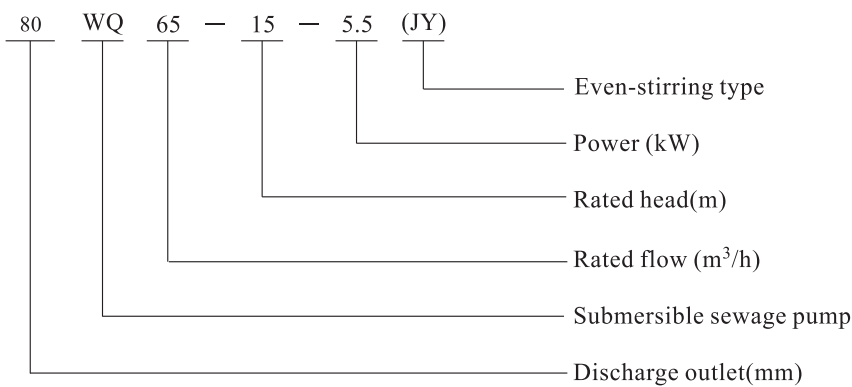 80 WQ 65 — 15 — 5.5 (JY)
Even-stirring type
Power (kW)
Rated head(m)
Rated flow (m³/h)
Submersible sewage pump
Discharge outlet(mm)